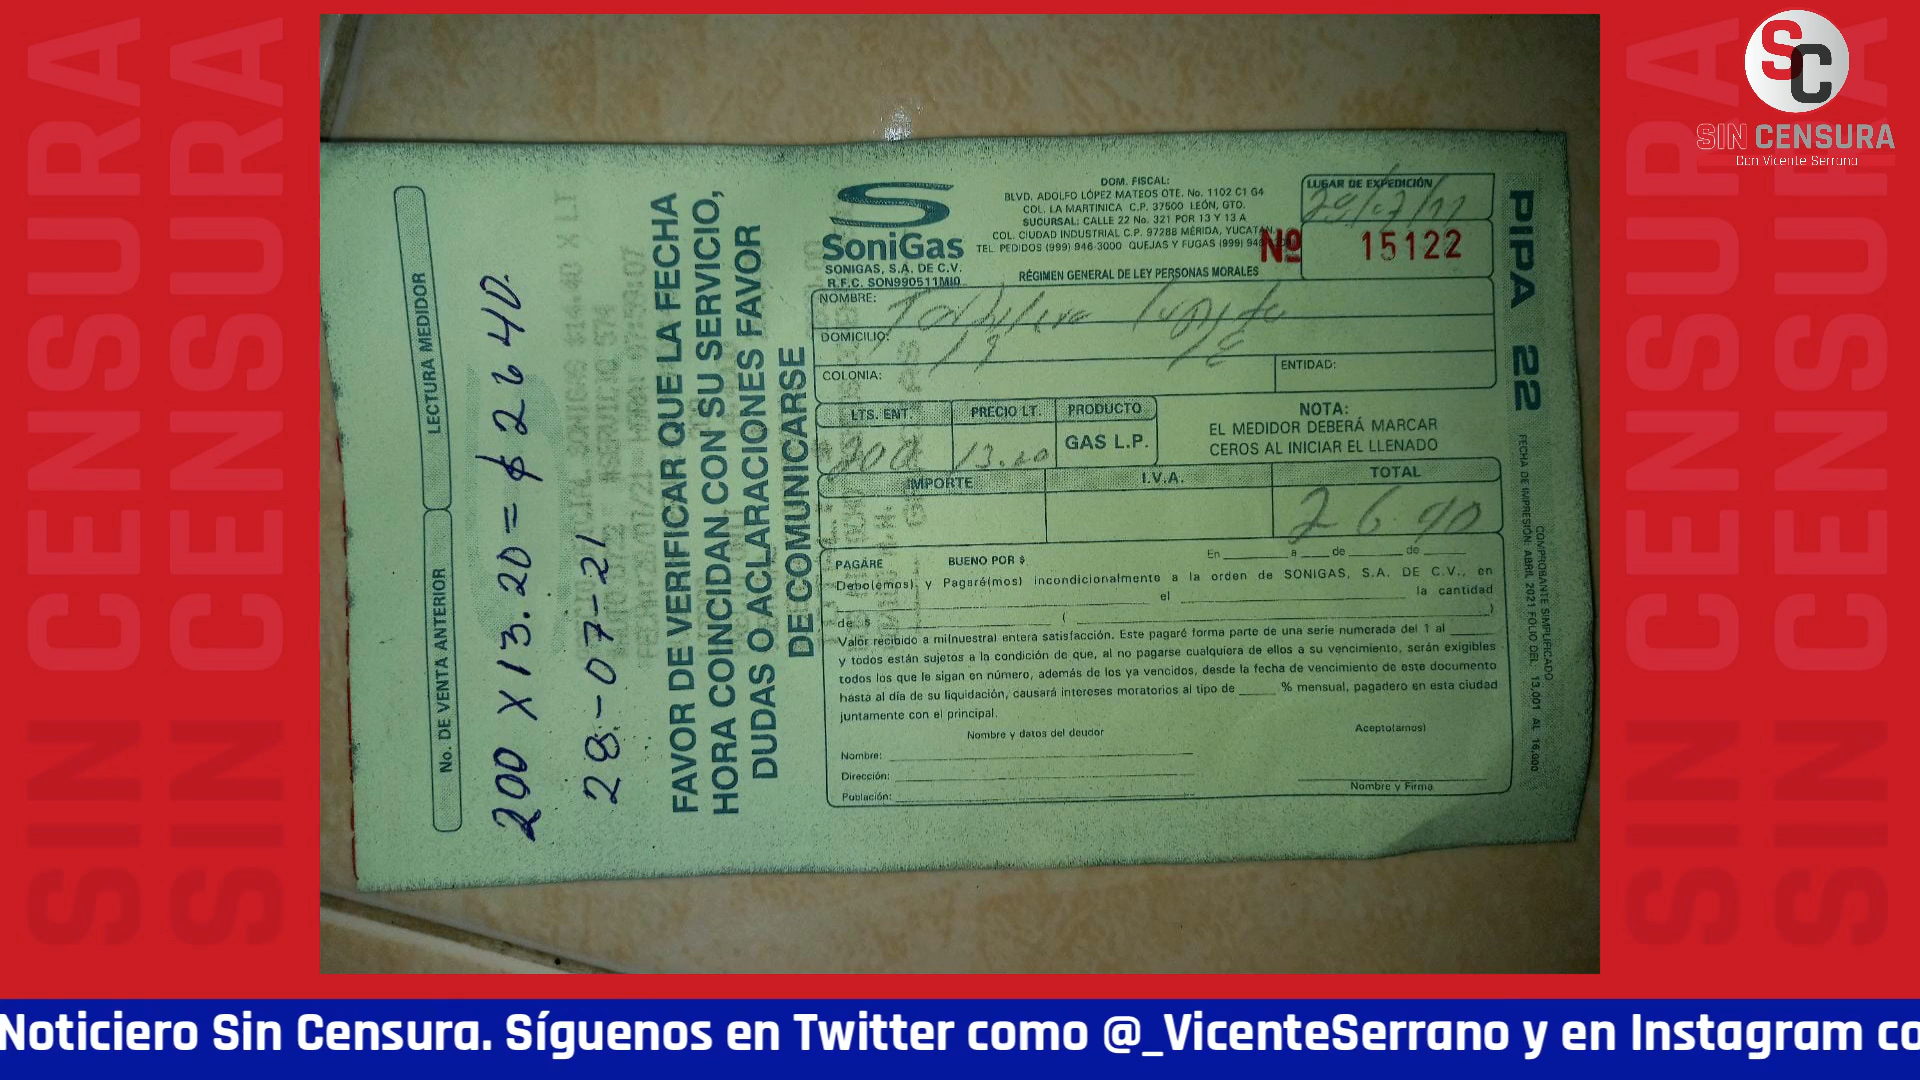 SIN CENSURA
SIN CENSURA
SIN CENSURA
SIN CENSURA
SC
SIN CENSURA
Con Vicente Serrano
LECTURA MEDIDOR
No. DE VENTA ANTERIOR
200 X 13.20 = $ 2640.
28-07-21
FAVOR DE VERIFICAR QUE LA FECHA
HORA COINCIDAN CON SU SERVICIO,
DUDAS O ACLARACIONES FAVOR
DE COMUNICARSE
SoniGas
SONIGAS, S.A. DE C.V.
R.F.C. SON990511MI0
DOM. FISCAL:
BLVD. ADOLFO LÓPEZ MATEOS OTE. No. 1102 C1 G4
COL. LA MARTINICA C.P. 37500 LEÓN, GTO.
SUCURSAL: CALLE 22 No. 321 POR 13 Y 13 A
COL. CIUDAD INDUSTRIAL C.P. 97288 MÉRIDA, YUCATAN
TEL. PEDIDOS (999) 946-3000 QUEJAS Y FUGAS (999)
RÉGIMEN GENERAL DE LEY PERSONAS MORALES
LUGAR DE EXPEDICIÓN
Nº 15122
NOMBRE:
DOMICILIO:
COLONIA:
ENTIDAD:
LTS. ENT. PRECIO LT. PRODUCTO
200 13.20 GAS L.P.
NOTA:
EL MEDIDOR DEBERÁ MARCAR
CEROS AL INICIAR EL LLENADO
IMPORTE I.V.A. TOTAL
2640
PAGARE BUENO POR $ En a de de
Debo(emos) y Pagaré(mos) incondicionalmente a la orden de SONIGAS, S.A. DE C.V., en
el la cantidad
de $ ( )
Valor recibido a mi(nuestra) entera satisfacción. Este pagaré forma parte de una serie numerada del 1 al
y todos están sujetos a la condición de que, al no pagarse cualquiera de ellos a su vencimiento, serán exigibles
todos los que le sigan en número, además de los ya vencidos, desde la fecha de vencimiento de este documento
hasta al día de su liquidación, causará intereses moratorios al tipo de % mensual, pagadero en esta ciudad
juntamente con el principal.
Nombre y datos del deudor Acepto(amos)
Nombre:
Dirección:
Población:
Nombre y Firma
PIPA 22
COMPROBANTE SIMPLIFICADO
FECHA DE IMPRESIÓN: ABRIL 2021 FOLIO DEL: 13,001 AL 16,000
Noticiero Sin Censura. Síguenos en Twitter como @_VicenteSerrano y en Instagram co